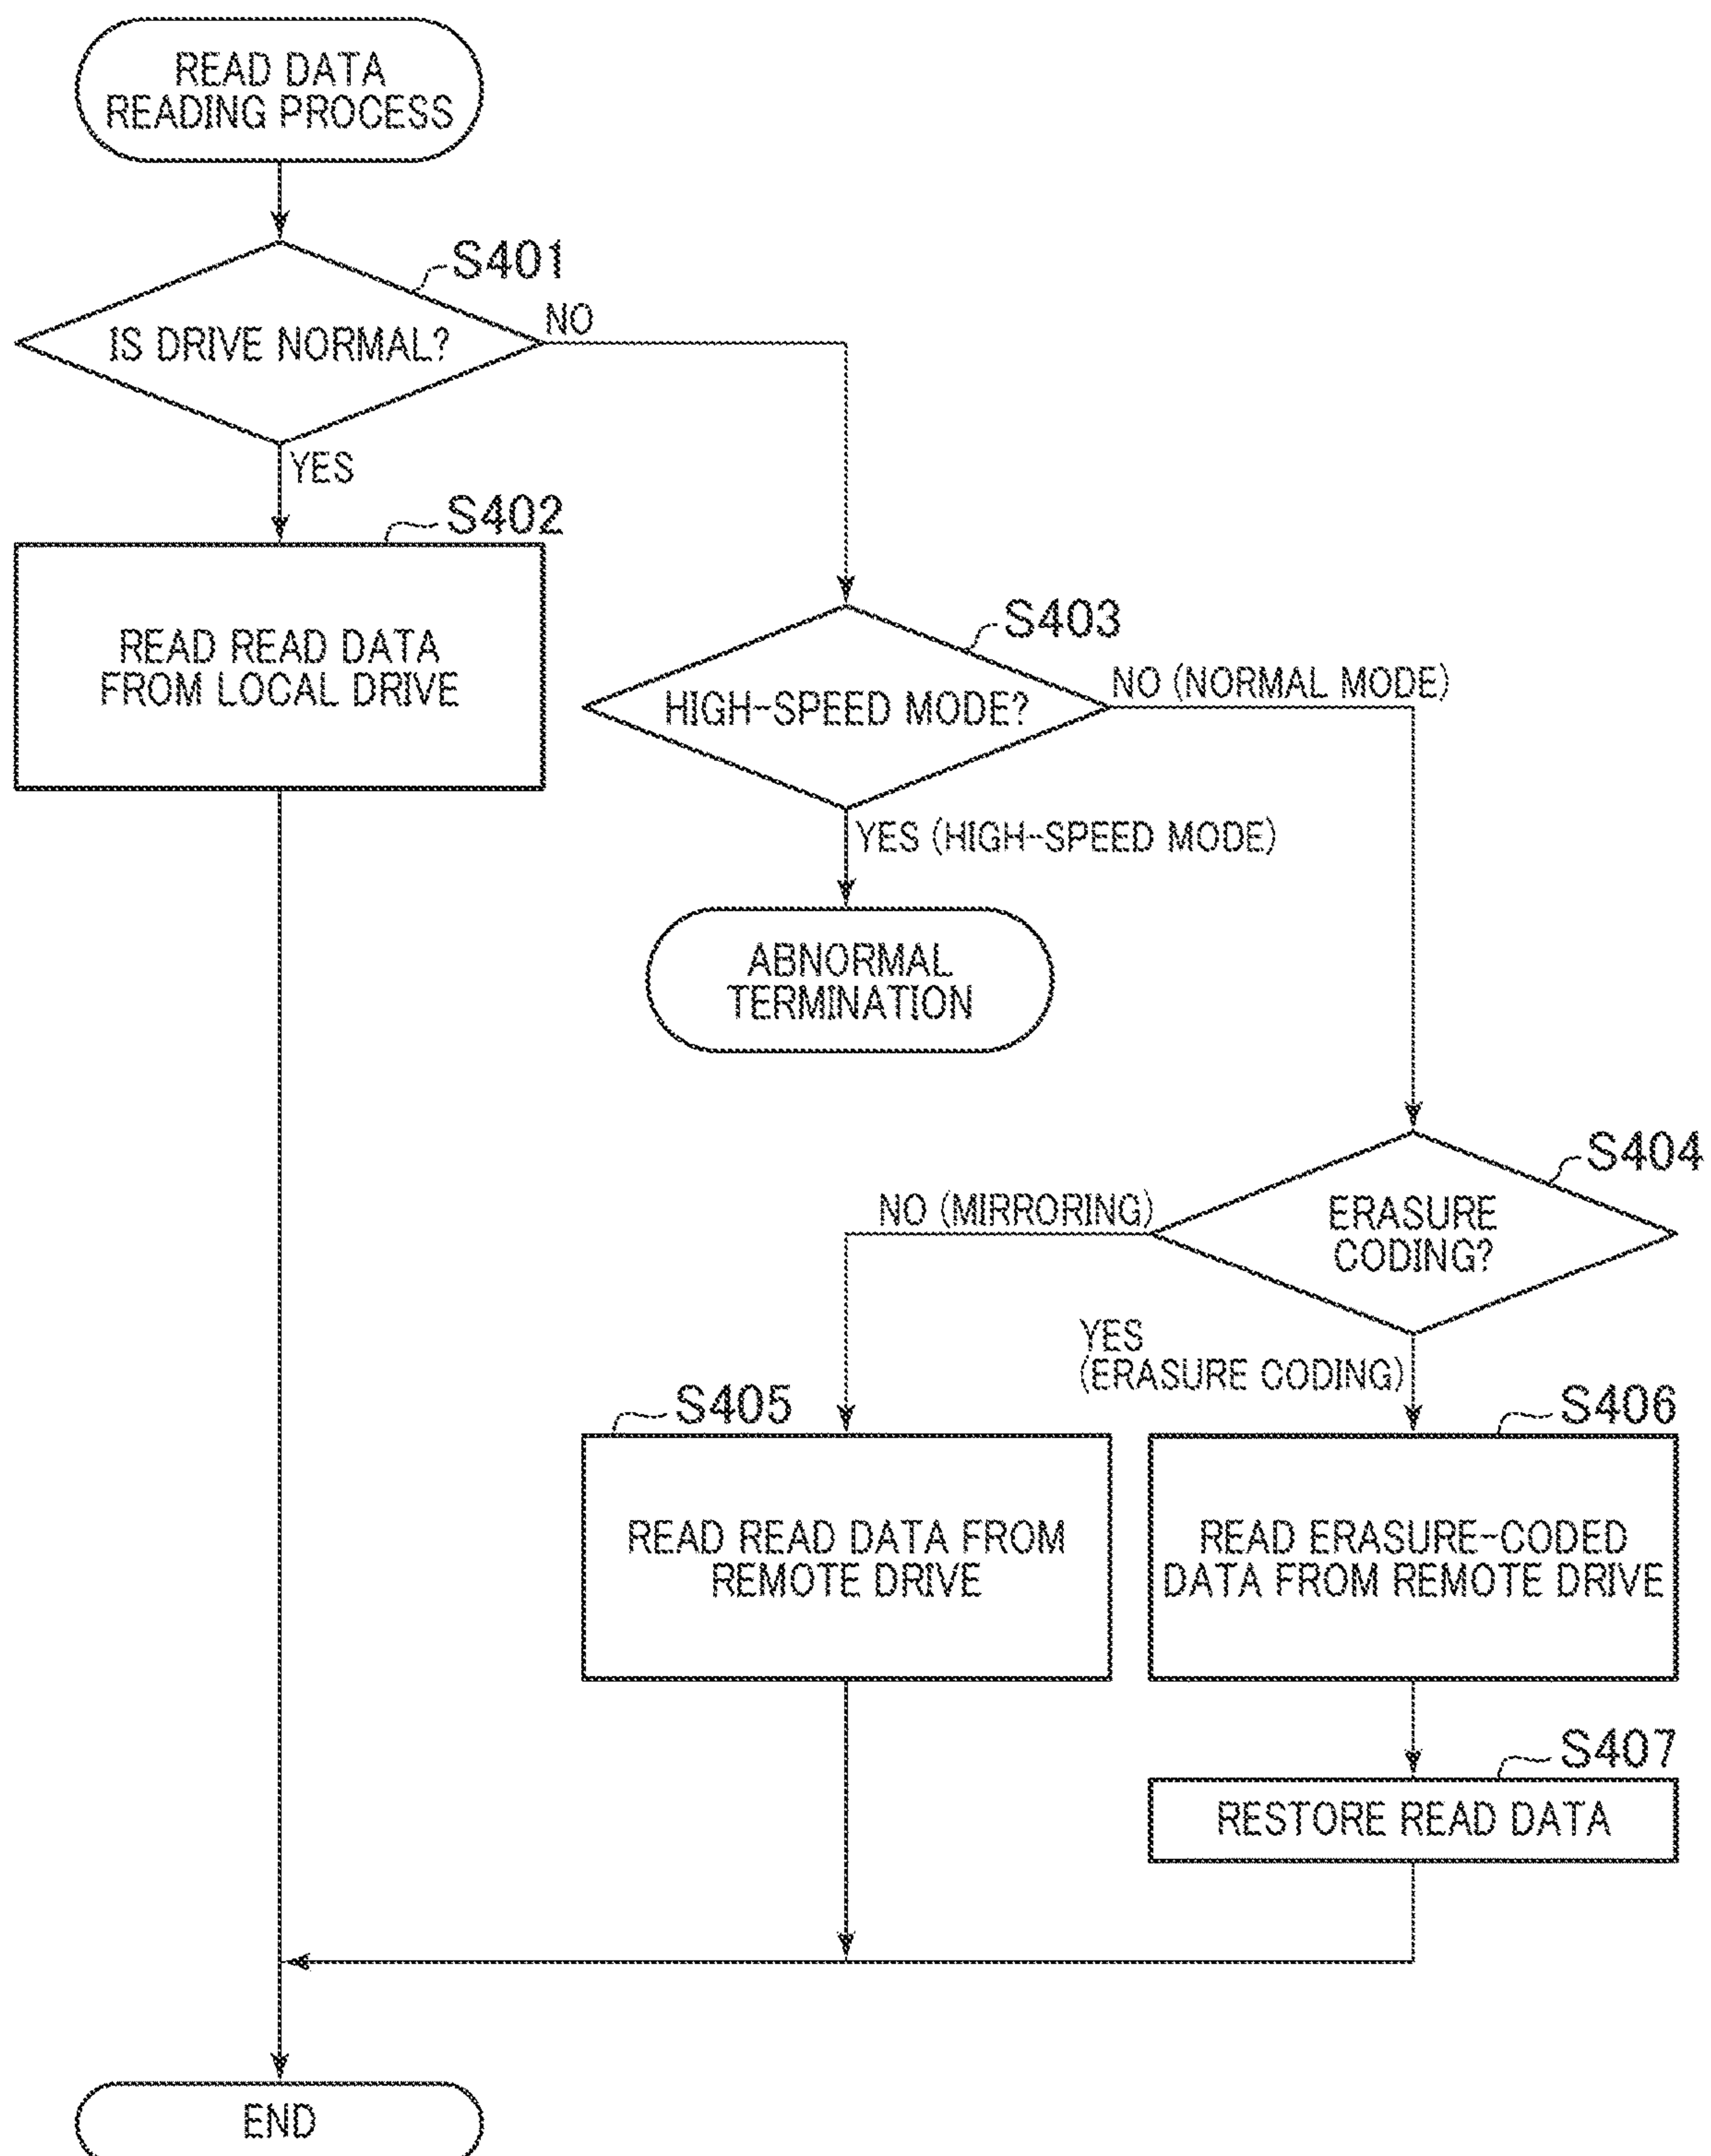 READ DATA
READING PROCESS
S401
IS DRIVE NORMAL?
NO
YES
S402
READ READ DATA
FROM LOCAL DRIVE
S403
HIGH-SPEED MODE?
NO (NORMAL MODE)
YES (HIGH-SPEED MODE)
ABNORMAL
TERMINATION
S404
ERASURE
CODING?
NO (MIRRORING)
YES
(ERASURE CODING)
S405
READ READ DATA FROM
REMOTE DRIVE
S406
READ ERASURE-CODED
DATA FROM REMOTE DRIVE
S407
RESTORE READ DATA
END